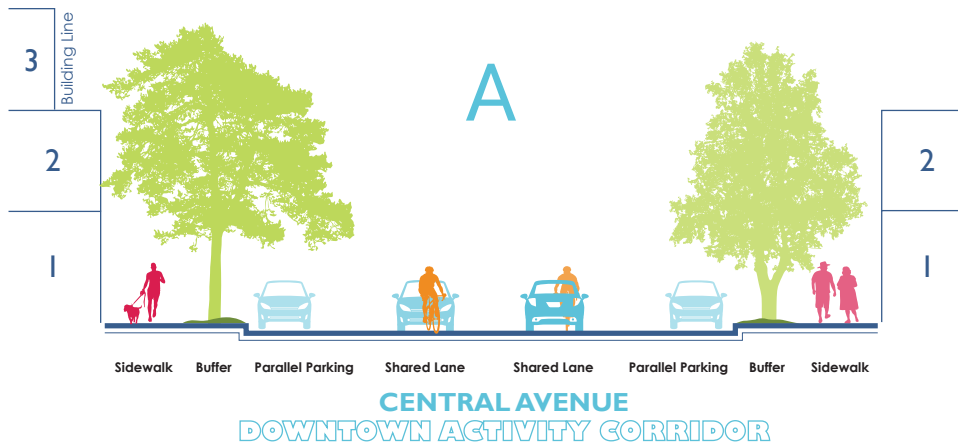 3
Building Line
A
2
2
1
1
Sidewalk Buffer Parallel Parking Shared Lane Shared Lane Parallel Parking Buffer Sidewalk
CENTRAL AVENUE
DOWNTOWN ACTIVITY CORRIDOR